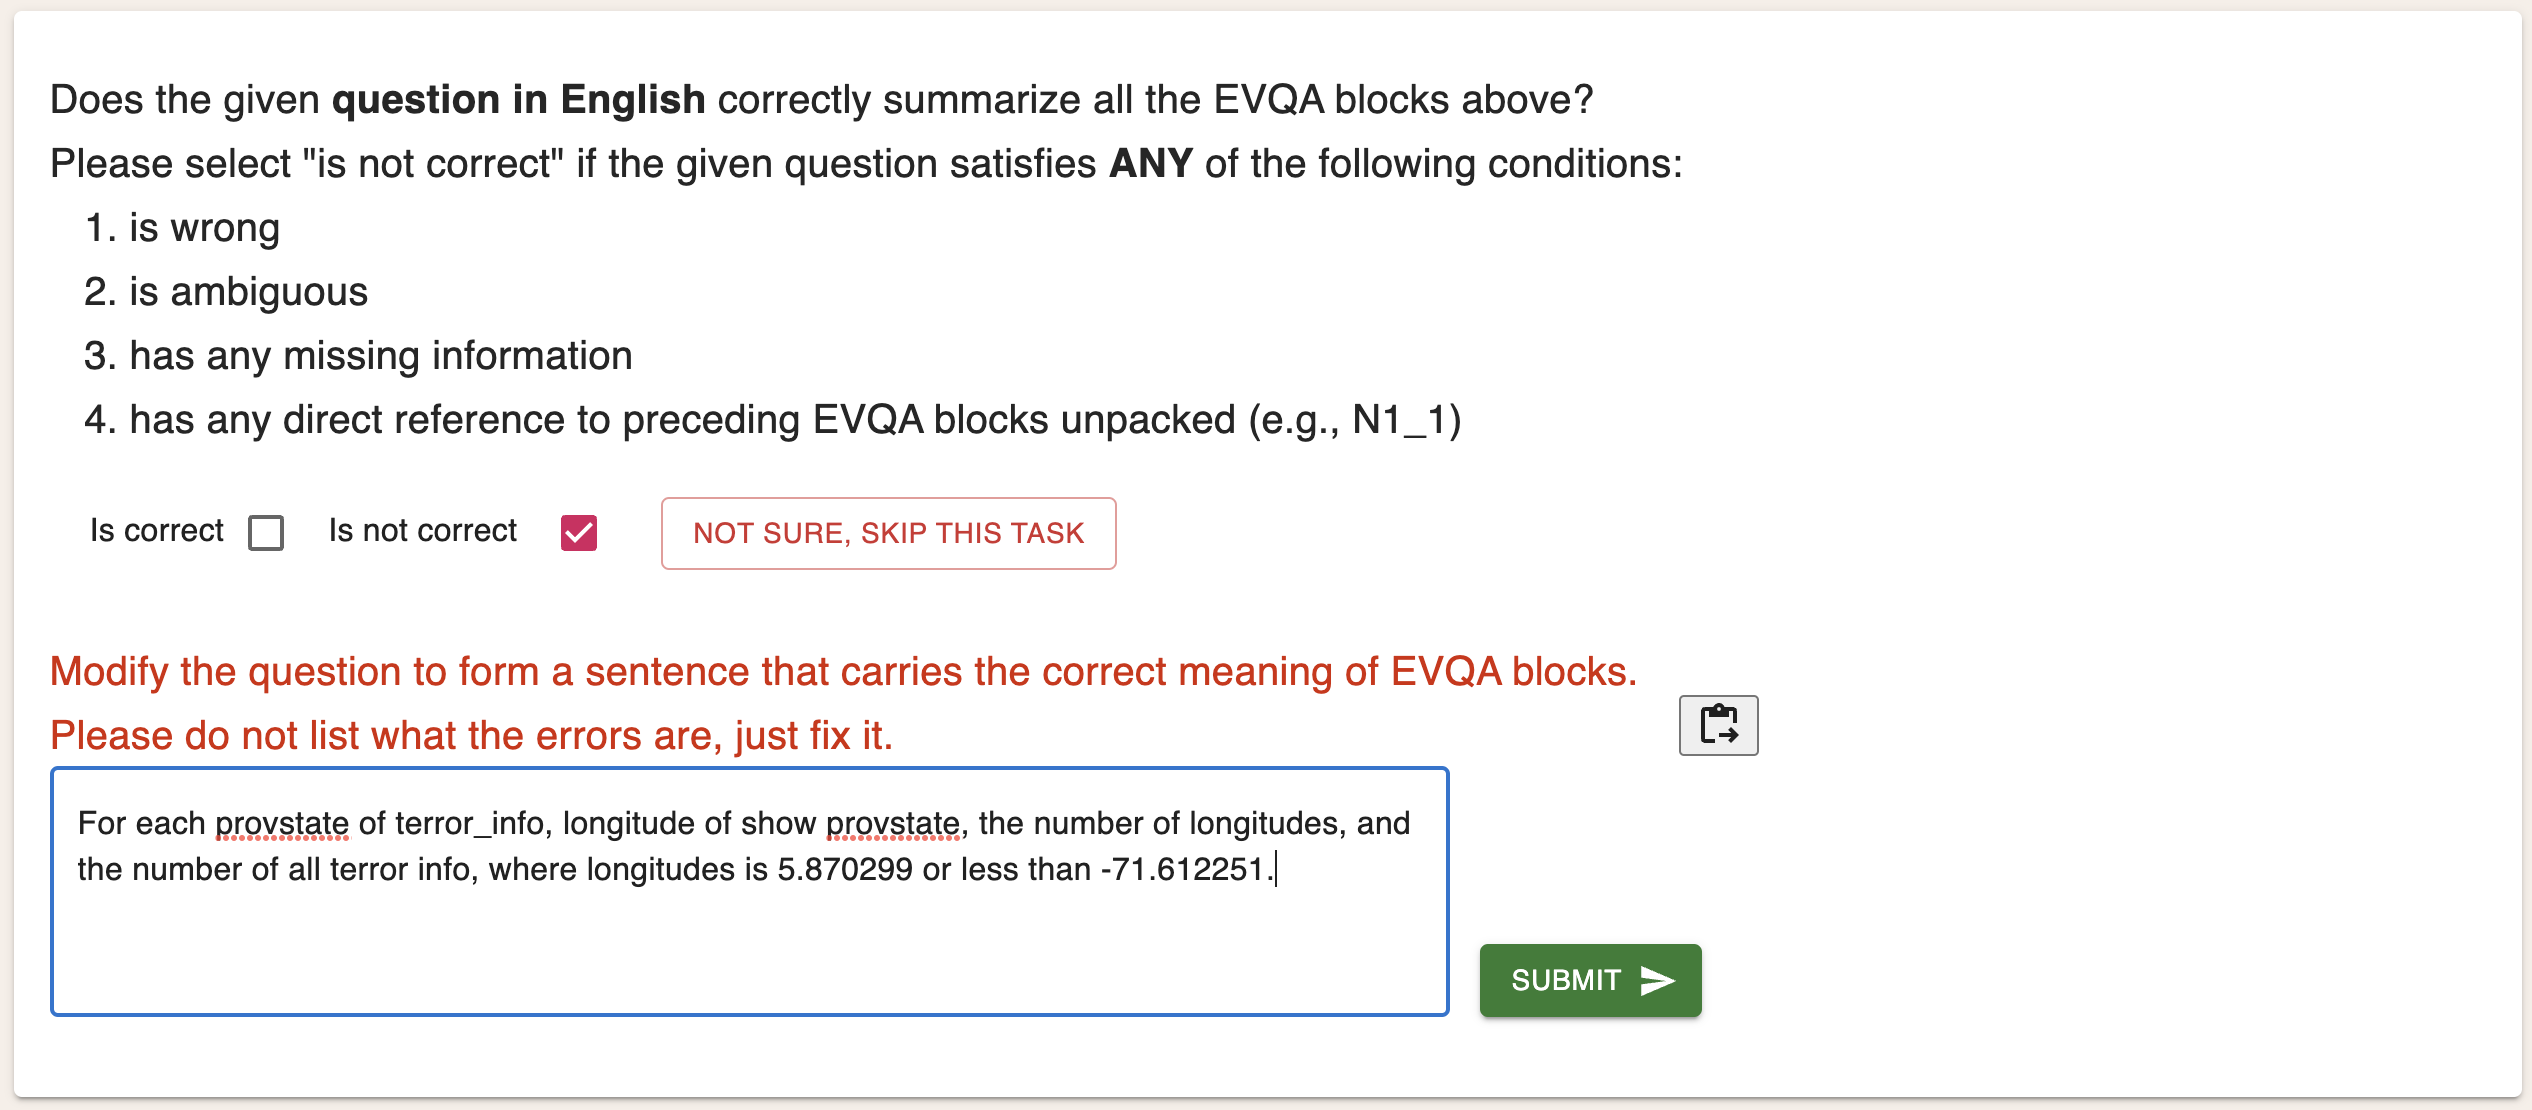 Does the given question in English correctly summarize all the EVQA blocks above?
Please select "is not correct" if the given question satisfies ANY of the following conditions:
1. is wrong
2. is ambiguous
3. has any missing information
4. has any direct reference to preceding EVQA blocks unpacked (e.g., N1_1)
Is correct Is not correct NOT SURE, SKIP THIS TASK
Modify the question to form a sentence that carries the correct meaning of EVQA blocks.
Please do not list what the errors are, just fix it.
For each provstate of terror_info, longitude of show provstate, the number of longitudes, and
the number of all terror info, where longitudes is 5.870299 or less than -71.612251.
SUBMIT